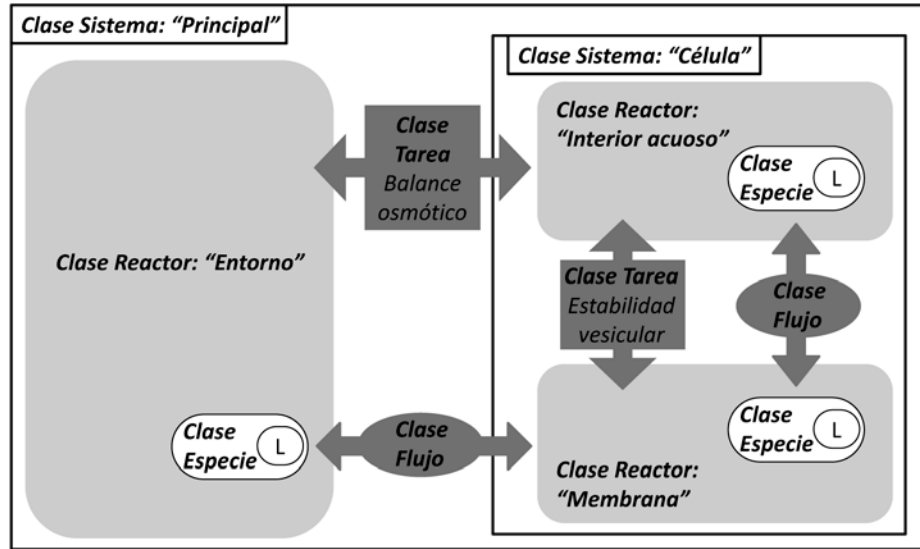 Clase Sistema: “Principal”
Clase Sistema: “Célula”
Clase Reactor:
“Interior acuoso”
Clase
Especie
L
Clase
Tarea
Balance
osmótico
Clase Reactor: “Entorno”
Clase Tarea
Estabilidad
vesicular
Clase
Flujo
Clase
Especie
L
Clase
Flujo
Clase
Especie
L
Clase Reactor:
“Membrana”